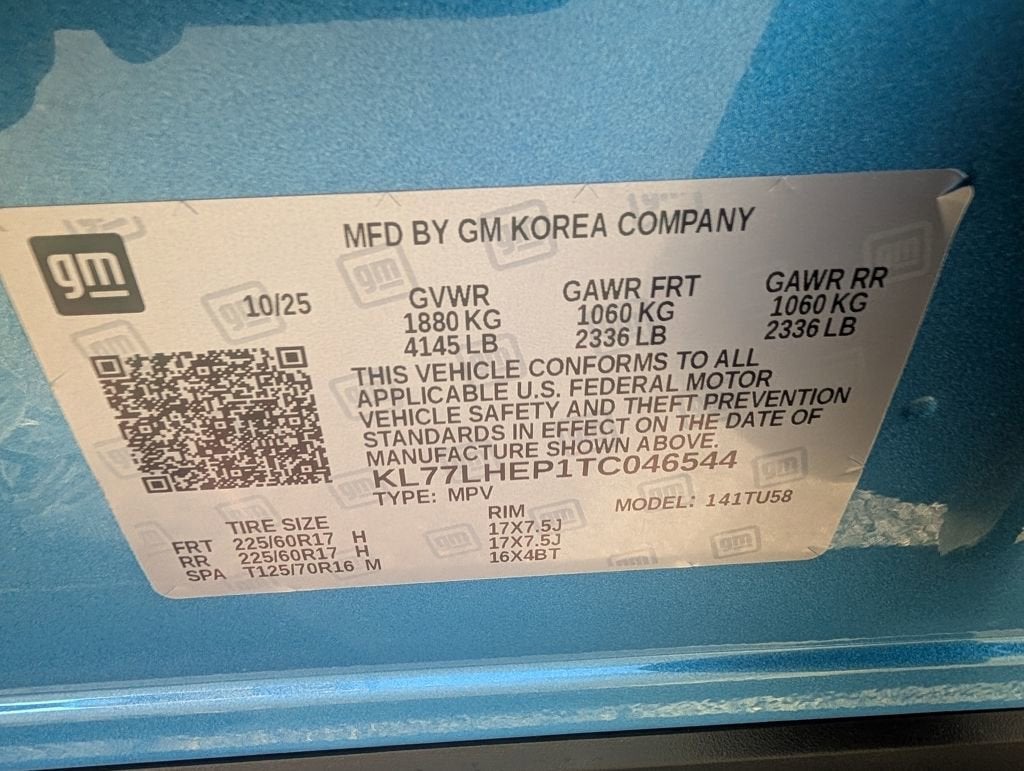 gm
MFD BY GM KOREA COMPANY
10/25
GVWR
1880 KG
4145 LB
GAWR FRT
1060 KG
2336 LB
GAWR RR
1060 KG
2336 LB
THIS VEHICLE CONFORMS TO ALL
APPLICABLE U.S. FEDERAL MOTOR
VEHICLE SAFETY AND THEFT PREVENTION
STANDARDS IN EFFECT ON THE DATE OF
MANUFACTURE SHOWN ABOVE.
KL77LHEP1TC046544
TYPE: MPV
MODEL: 141TU58
TIRE SIZE RIM
FRT 225/60R17 H 17X7.5J
RR 225/60R17 H 17X7.5J
SPA T125/70R16 M 16X4BT